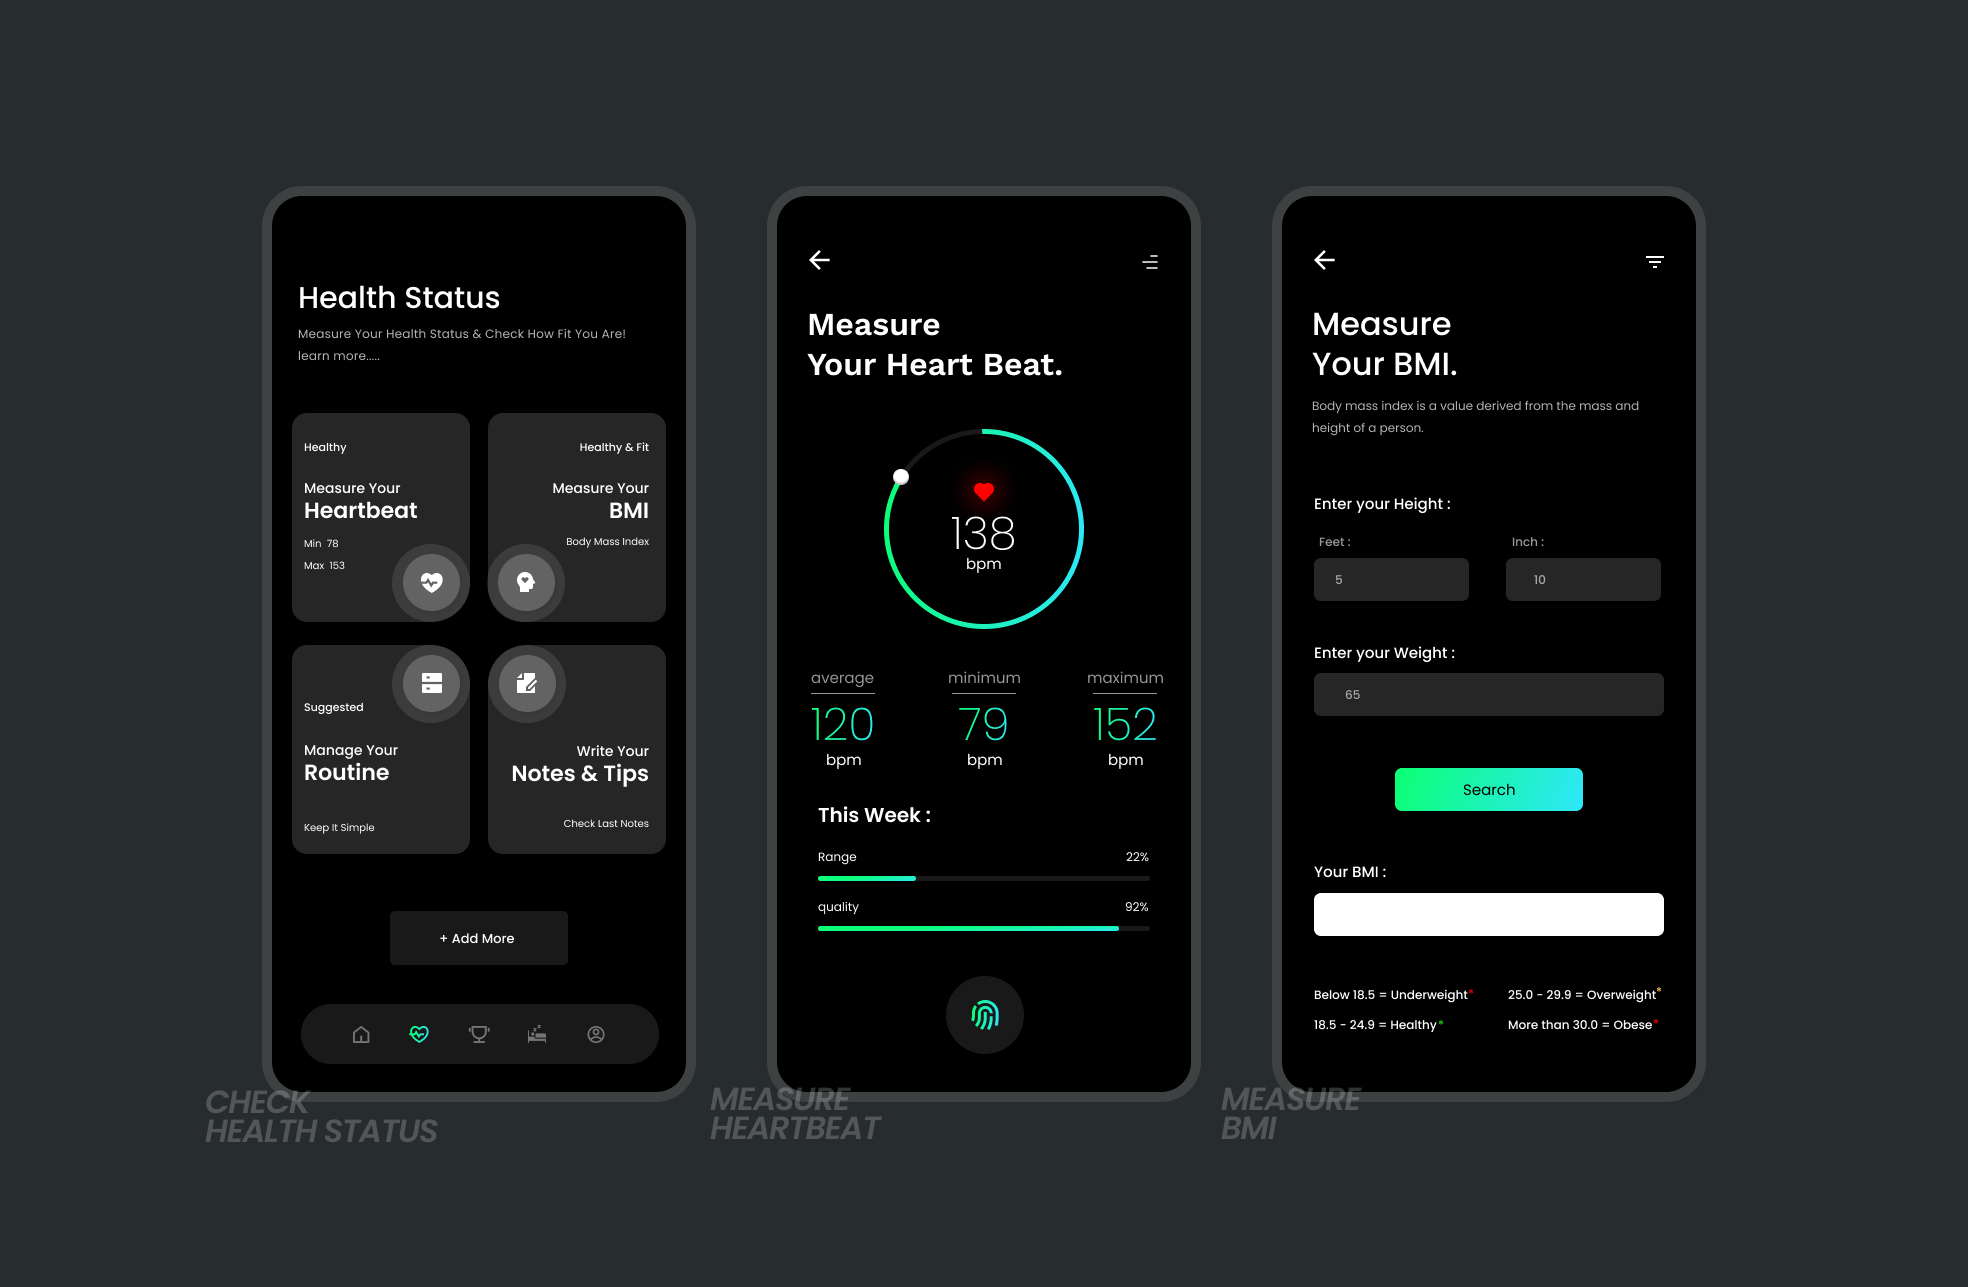 Health Status
Measure Your Health Status & Check How Fit You Are!
learn more.....
Healthy
Measure Your
Heartbeat
Min 78
Max 153
Healthy & Fit
Measure Your
BMI
Body Mass Index
Suggested
Manage Your
Routine
Keep It Simple
Write Your
Notes & Tips
Check Last Notes
+ Add More
CHECK
HEALTH STATUS
Measure
Your Heart Beat.
138
bpm
average
120
bpm
minimum
79
bpm
maximum
152
bpm
This Week :
Range 22%
quality 92%
MEASURE
HEARTBEAT
Measure
Your BMI.
Body mass index is a value derived from the mass and
height of a person.
Enter your Height :
Feet : Inch :
5 10
Enter your Weight :
65
Search
Your BMI :
Below 18.5 = Underweight*
25.0 - 29.9 = Overweight*
18.5 - 24.9 = Healthy*
More than 30.0 = Obese*
MEASURE
BMI